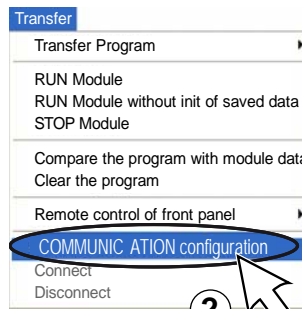 Transfer
Transfer Program
RUN Module
RUN Module without init of saved data
STOP Module
Compare the program with module data
Clear the program
Remote control of front panel
COMMUNIC ATION configuration
Connect
Disconnect
2